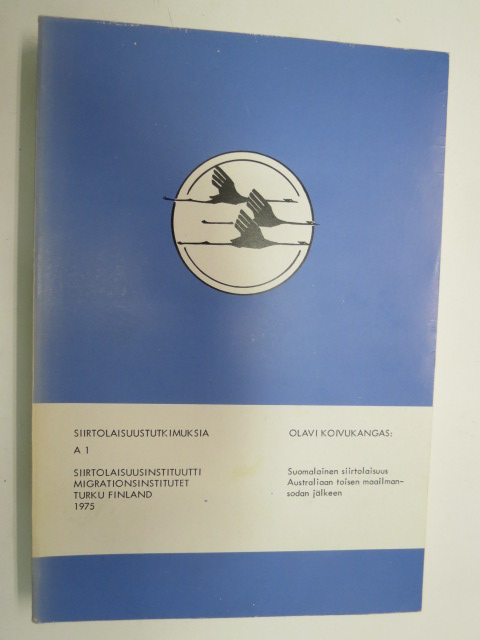 SIIRTOLAISUUSTUTKIMUKSIA
A 1
SIIRTOLAISUUSINSTITUUTTI
MIGRATIONSINSTITUTET
TURKU FINLAND
1975
OLAVI KOIVUKANGAS:
Suomalainen siirtolaisuus
Australiaan toisen maailman-
sodan jälkeen